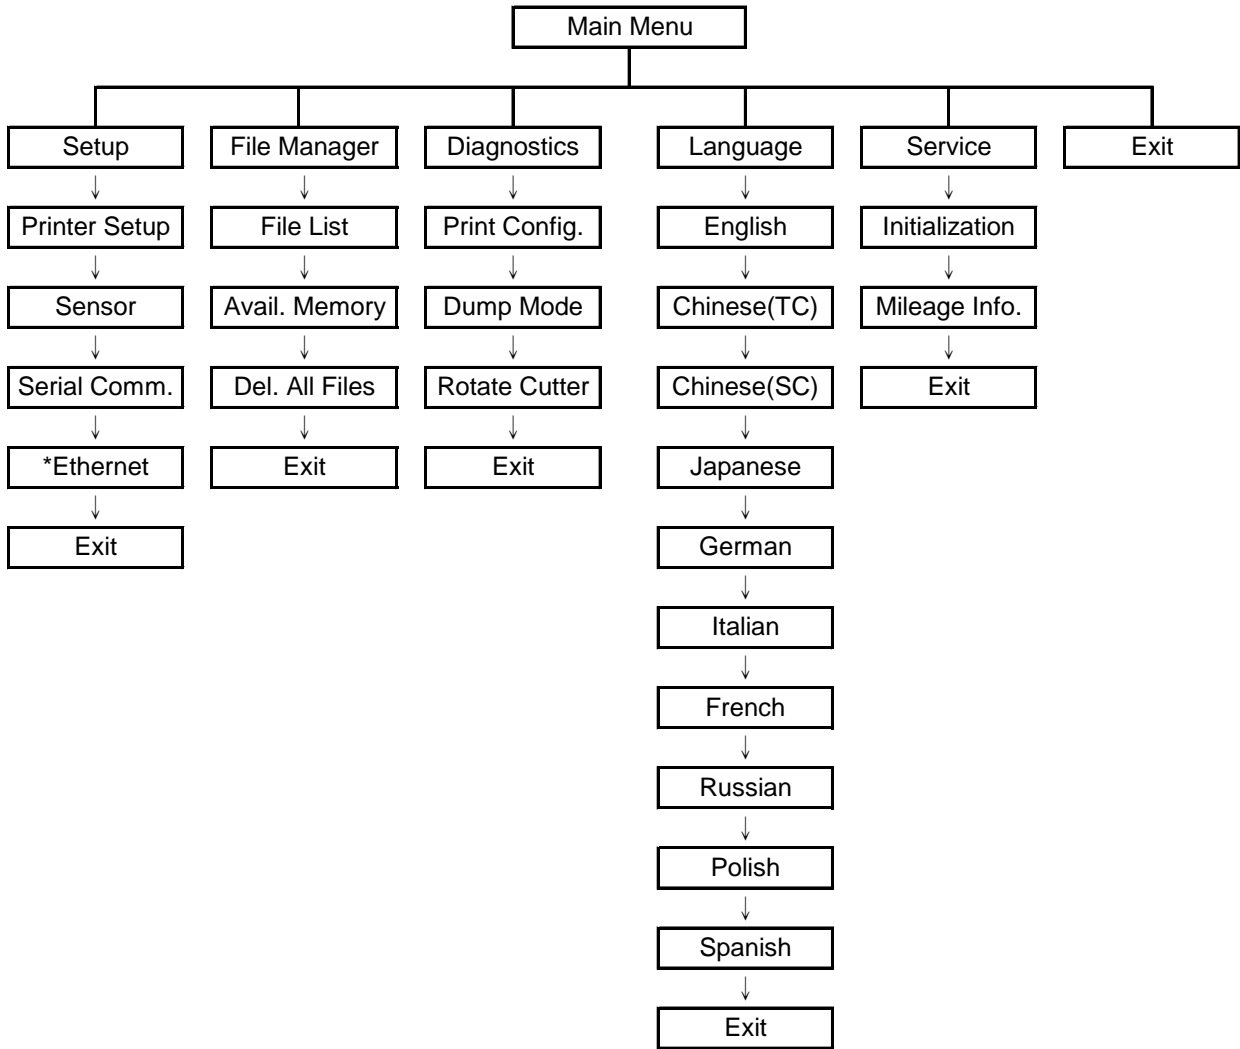 Main Menu
Setup
File Manager
Diagnostics
Language
Service
Exit
Printer Setup
File List
Print Config.
English
Initialization
Sensor
Avail. Memory
Dump Mode
Chinese(TC)
Mileage Info.
Serial Comm.
Del. All Files
Rotate Cutter
Chinese(SC)
Exit
*Ethernet
Exit
Exit
Japanese
Exit
German
Italian
French
Russian
Polish
Spanish
Exit